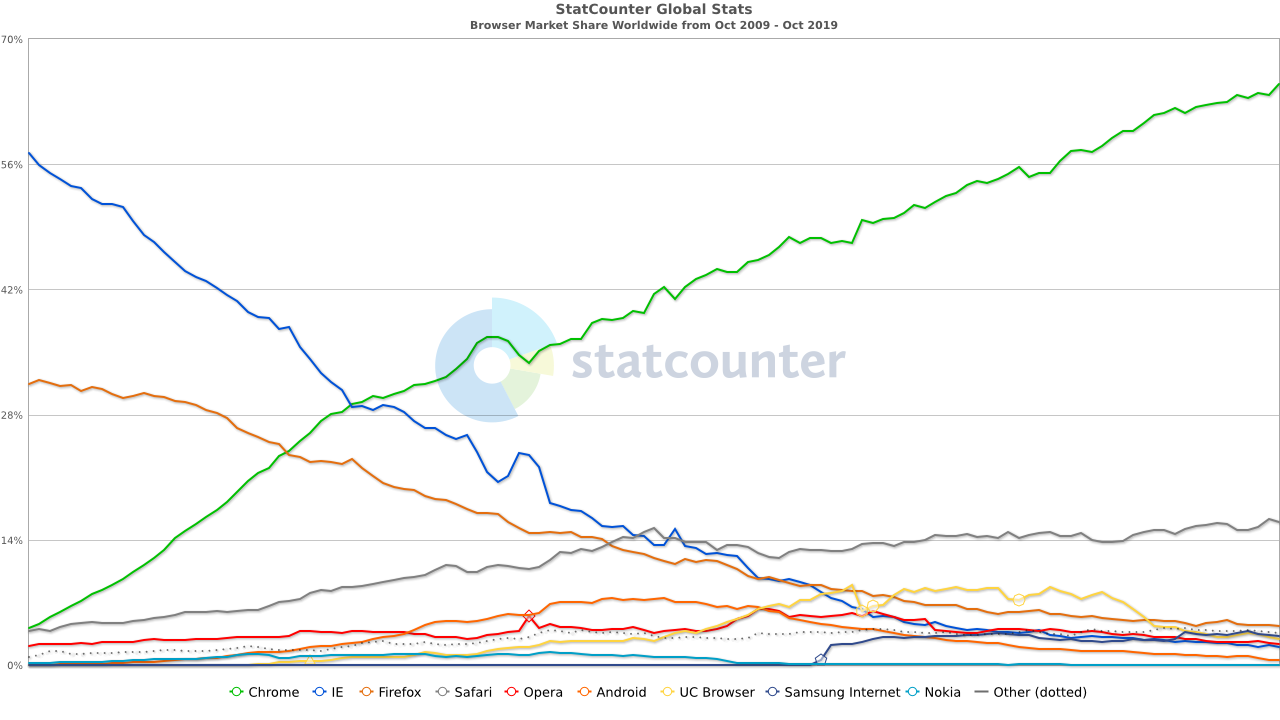 StatCounter Global Stats
Browser Market Share Worldwide from Oct 2009 - Oct 2019
70%
56%
42%
statcounter
28%
14%
0%
Chrome IE Firefox Safari Opera Android UC Browser Samsung Internet Nokia Other (dotted)